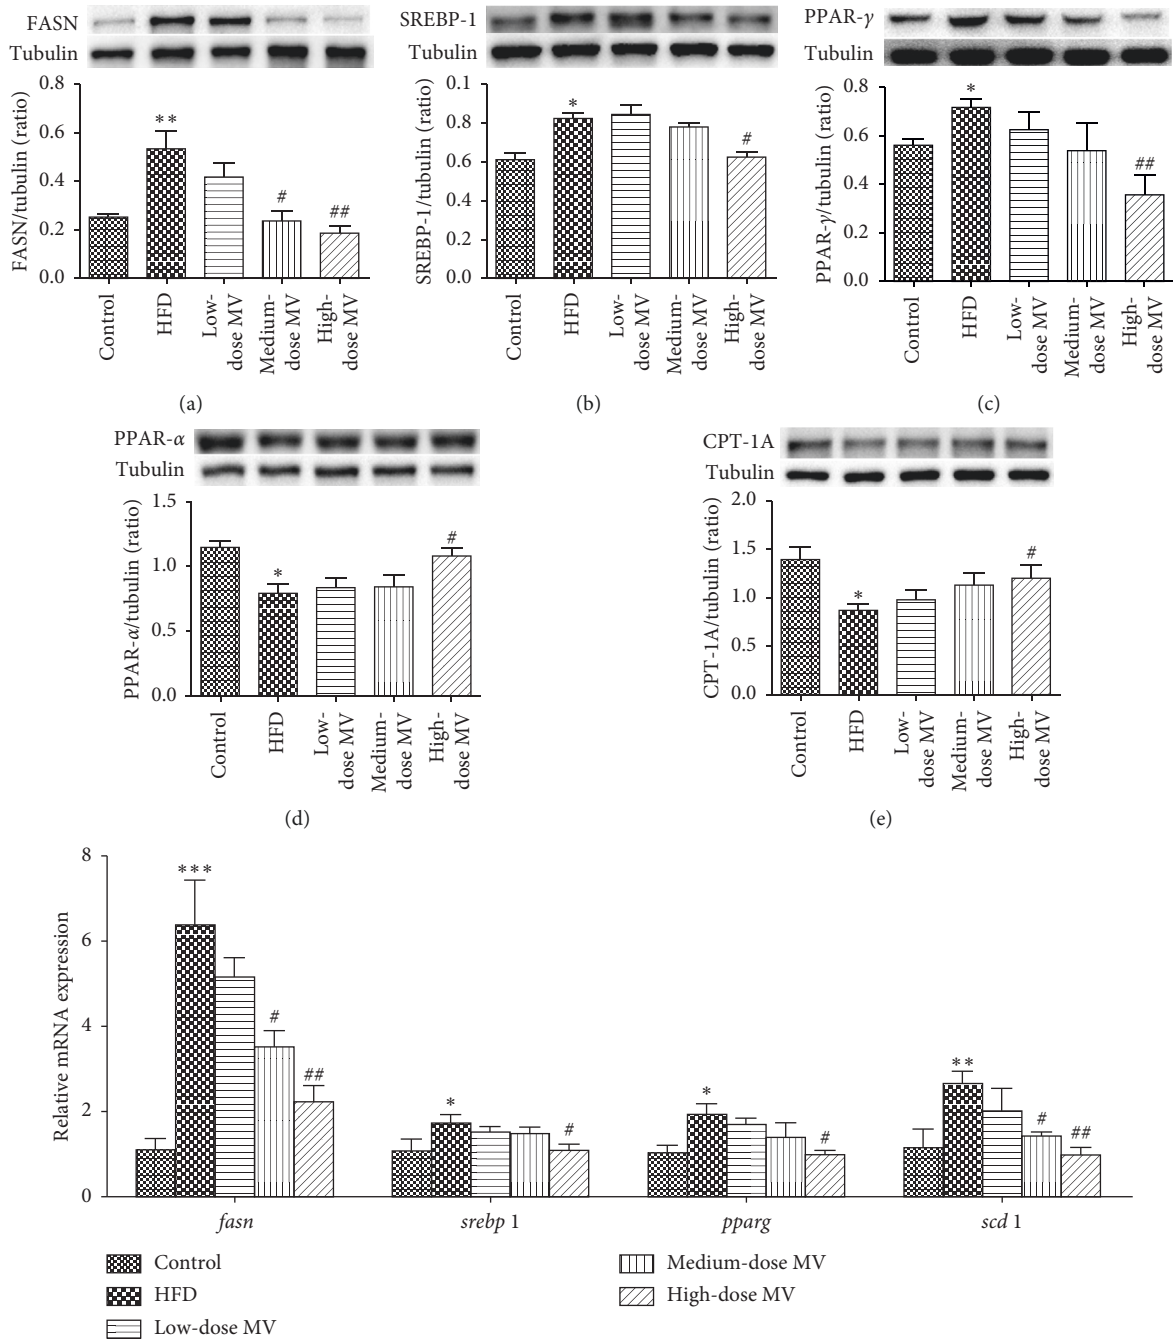 FASN
Tubulin
0.8
0.6
0.4
0.2
0.0
FASN/tubulin (ratio)
**
#
##
Control
HFD
Low-
dose MV
Medium-
dose MV
High-
dose MV
(a)
SREBP-1
Tubulin
0.1
0.8
0.6
0.2
0.0
SREBP-1/tubulin (ratio)
*
#
Control
HFD
Low-
dose MV
Medium-
dose MV
High-
dose MV
(b)
PPAR-γ
Tubulin
0.8
0.6
0.4
0.2
0.0
PPAR-γ/tubulin (ratio)
*
##
Control
HFD
Low-
dose MV
Medium-
dose MV
High-
dose MV
(c)
PPAR-α
Tubulin
1.5
1.0
0.5
0.0
PPAR-α/tubulin (ratio)
*
#
Control
HFD
Low-
dose MV
Medium-
dose MV
High-
dose MV
(d)
CPT-1A
Tubulin
2.0
1.5
1.0
0.5
0.0
CPT-1A/tubulin (ratio)
*
#
Control
HFD
Low-
dose MV
Medium-
dose MV
High-
dose MV
(e)
8
6
4
2
0
Relative mRNA expression
***
#
##
*
#
*
#
**
#
##
fasn
srebp 1
pparg
scd 1
Control
HFD
Low-dose MV
Medium-dose MV
High-dose MV